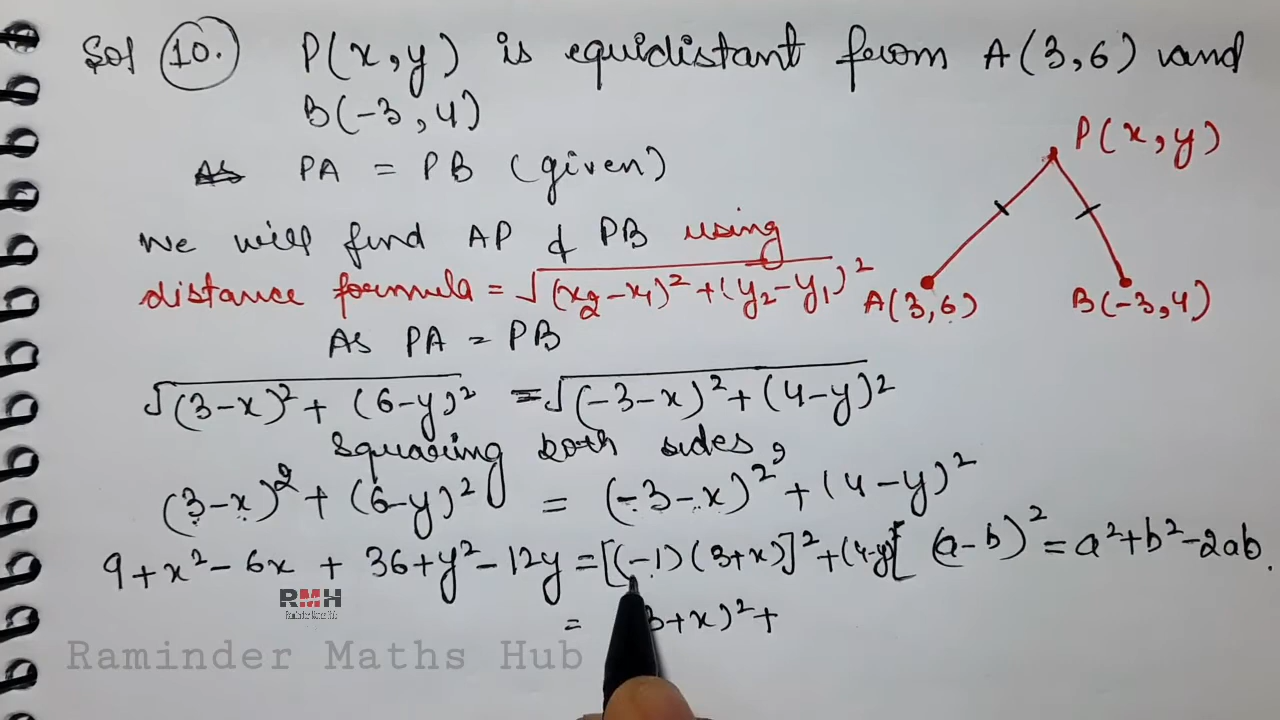 Sol 10. P(x,y) is equidistant from A(3,6) and
B(-3,4)
PA = PB (given)
P(x,y)
We will find AP & PB using
distance formula = √(x₂-x₁)²+(y₂-y₁)²
A(3,6)
B(-3,4)
As PA = PB
√(3-x)²+(6-y)² = √(-3-x)²+(4-y)²
Squaring both sides,
(3-x)²+(6-y)² = (-3-x)²+(4-y)²
9+x²-6x + 36+y²-12y = [(-1)(3+x)]²+(4-y)[ (a-b)²=a²+b²-2ab.
= 3+x)²+
RMH
Raminder Maths Hub